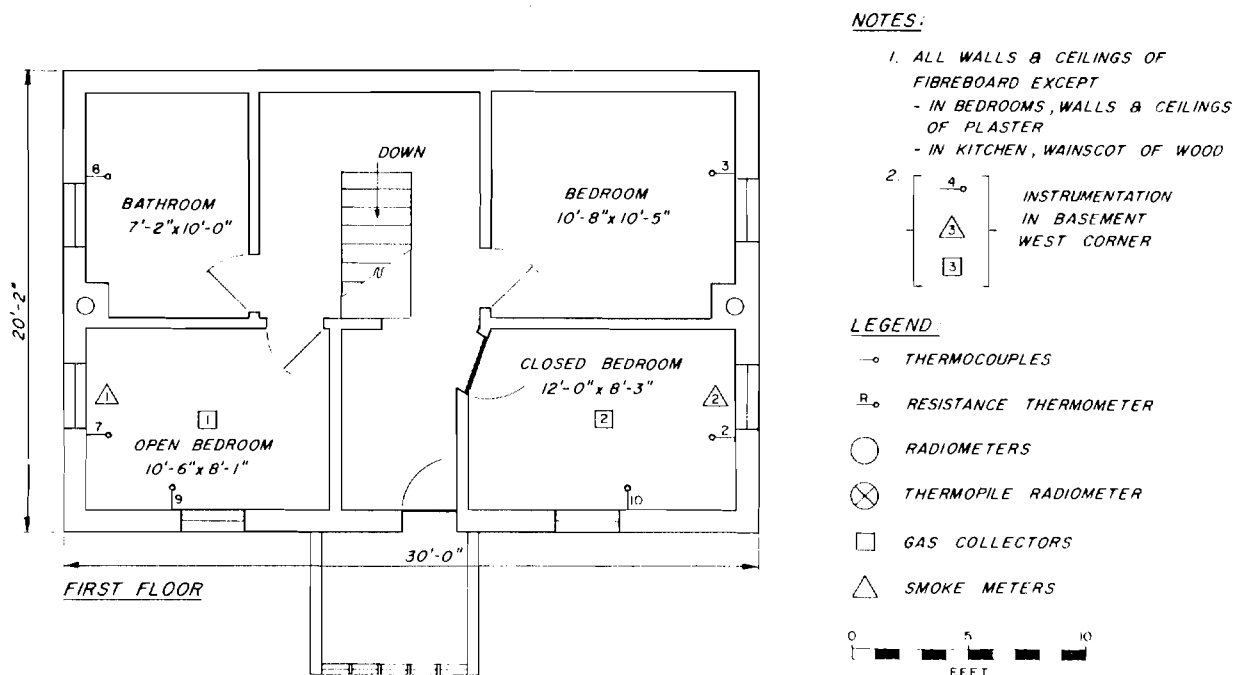 DOWN
8
BATHROOM
7'-2" x 10'-0"
3
BEDROOM
10'-8" x 10'-5"
20'-2"
1
7
1
OPEN BEDROOM
10'-6" x 8'-1"
9
CLOSED BEDROOM
12'-0" x 8'-3"
2
2
2
10
30'-0"
FIRST FLOOR
NOTES:
1. ALL WALLS & CEILINGS OF
FIBREBOARD EXCEPT
- IN BEDROOMS, WALLS & CEILINGS
OF PLASTER
- IN KITCHEN, WAINSCOT OF WOOD
2.
4
3
3
INSTRUMENTATION
IN BASEMENT
WEST CORNER
LEGEND:
THERMOCOUPLES
R
RESISTANCE THERMOMETER
RADIOMETERS
THERMOPILE RADIOMETER
GAS COLLECTORS
SMOKE METERS
0 5 10
FEET